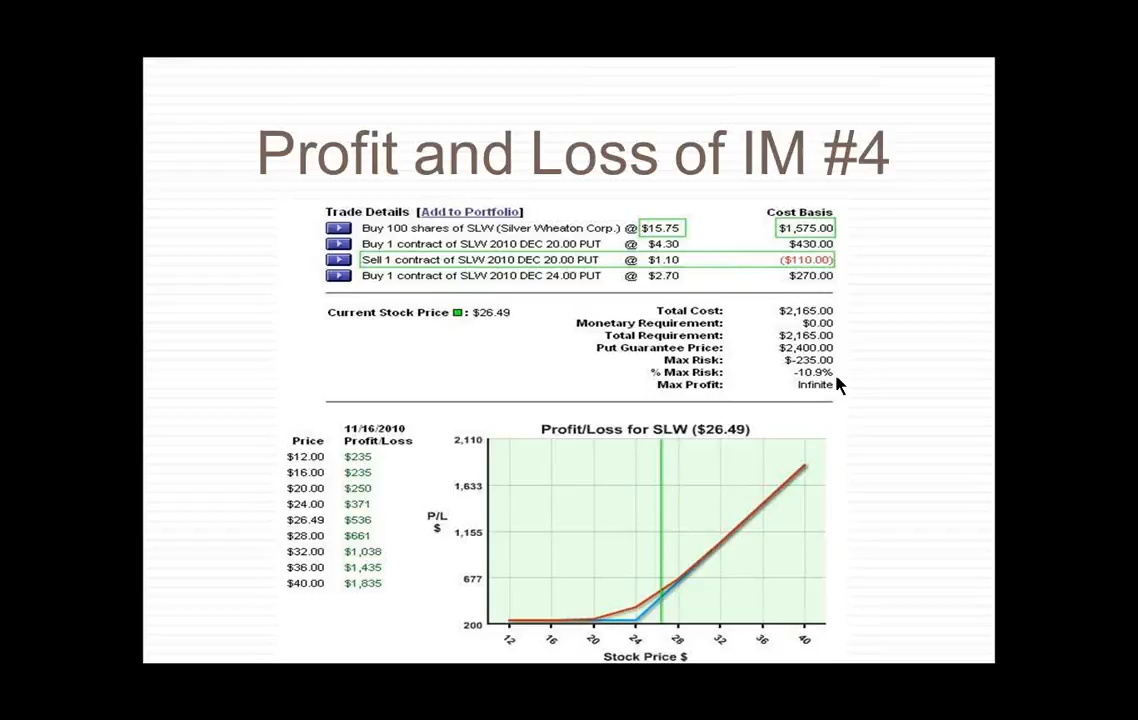 Profit and Loss of IM #4
Trade Details [Add to Portfolio] Cost Basis
Buy 100 shares of SLW (Silver Wheaton Corp.) @ $15.75 $1,575.00
Buy 1 contract of SLW 2010 DEC 20.00 PUT @ $4.30 $430.00
Sell 1 contract of SLW 2010 DEC 20.00 PUT @ $1.10 ($110.00)
Buy 1 contract of SLW 2010 DEC 24.00 PUT @ $2.70 $270.00
Current Stock Price : $26.49
Total Cost: $2,165.00
Monetary Requirement: $0.00
Total Requirement: $2,165.00
Put Guarantee Price: $2,400.00
Max Risk: $-235.00
% Max Risk: -10.9%
Max Profit: Infinite
11/16/2010
Price Profit/Loss
$12.00 $235
$16.00 $235
$20.00 $250
$24.00 $371
$26.49 $536
$28.00 $661
$32.00 $1,038
$36.00 $1,435
$40.00 $1,835
Profit/Loss for SLW ($26.49)
2,110
1,633
P/L
$
1,155
677
200
12 16 20 24 28 32 36 40
Stock Price $